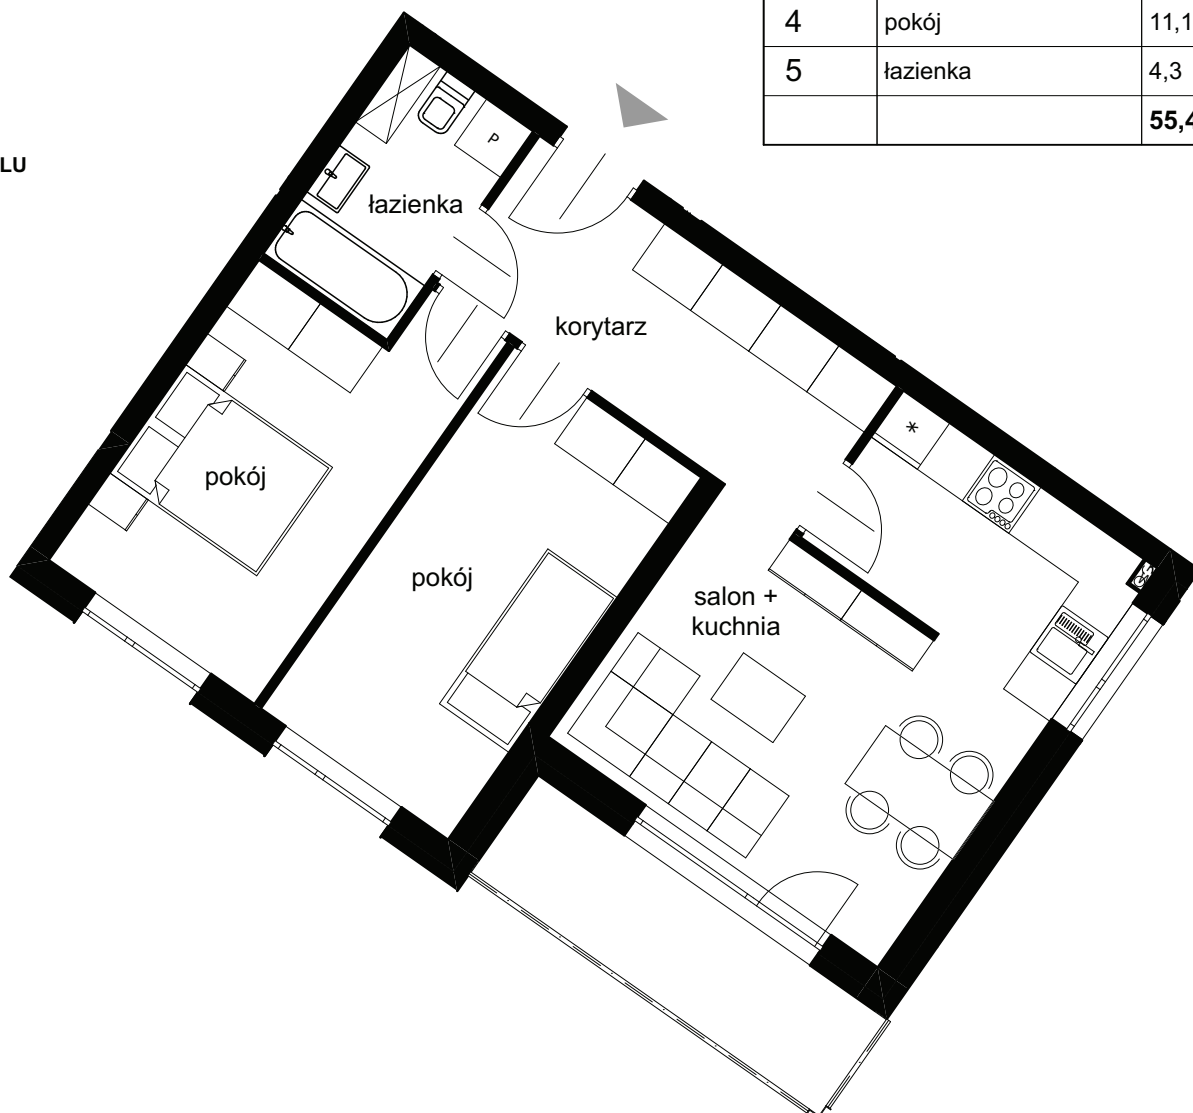 4 pokój 11,1
5 łazienka 4,3
55,4
LU
P
łazienka
korytarz
*
pokój
pokój
salon +
kuchnia